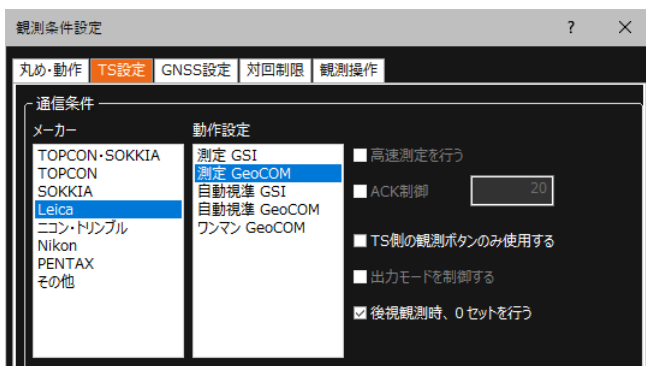 観測条件設定 ? ×
丸め・動作 TS設定 GNSS設定 対回制限 観測操作
通信条件
メーカー
TOPCON・SOKKIA
TOPCON
SOKKIA
Leica
ニコン・トリンブル
Nikon
PENTAX
その他
動作設定
測定 GSI
測定 GeoCOM
自動視準 GSI
自動視準 GeoCOM
ワンマン GeoCOM
高速測定を行う
ACK制御 20
TS側の観測ボタンのみ使用する
出力モードを制御する
後視観測時、0セットを行う